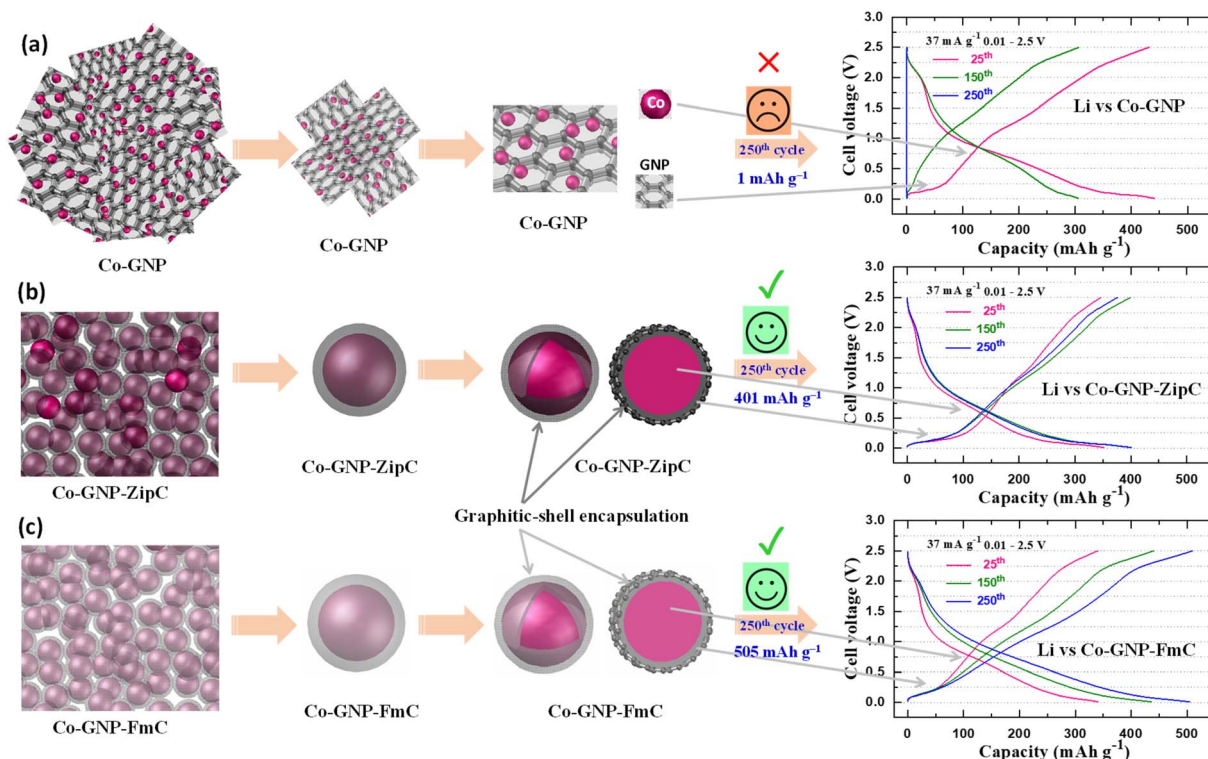 (a)
Co-GNP
Co-GNP
Co-GNP
Co
GNP
250th cycle
1 mAh g–1
3.0
2.5
2.0
1.5
1.0
0.5
0.0
Cell voltage (V)
37 mA g-1 0.01 - 2.5 V
25th
150th
250th
Li vs Co-GNP
0 100 200 300 400 500
Capacity (mAh g–1)
(b)
Co-GNP-ZipC
Co-GNP-ZipC
Co-GNP-ZipC
250th cycle
401 mAh g–1
3.0
2.5
2.0
1.5
1.0
0.5
0.0
Cell voltage (V)
37 mA g-1 0.01 - 2.5 V
25th
150th
250th
Li vs Co-GNP-ZipC
0 100 200 300 400 500
Capacity (mAh g–1)
Graphitic-shell encapsulation
(c)
Co-GNP-FmC
Co-GNP-FmC
Co-GNP-FmC
250th cycle
505 mAh g–1
3.0
2.5
2.0
1.5
1.0
0.5
0.0
Cell voltage (V)
37 mA g-1 0.01 - 2.5 V
25th
150th
250th
Li vs Co-GNP-FmC
0 100 200 300 400 500
Capacity (mAh g–1)